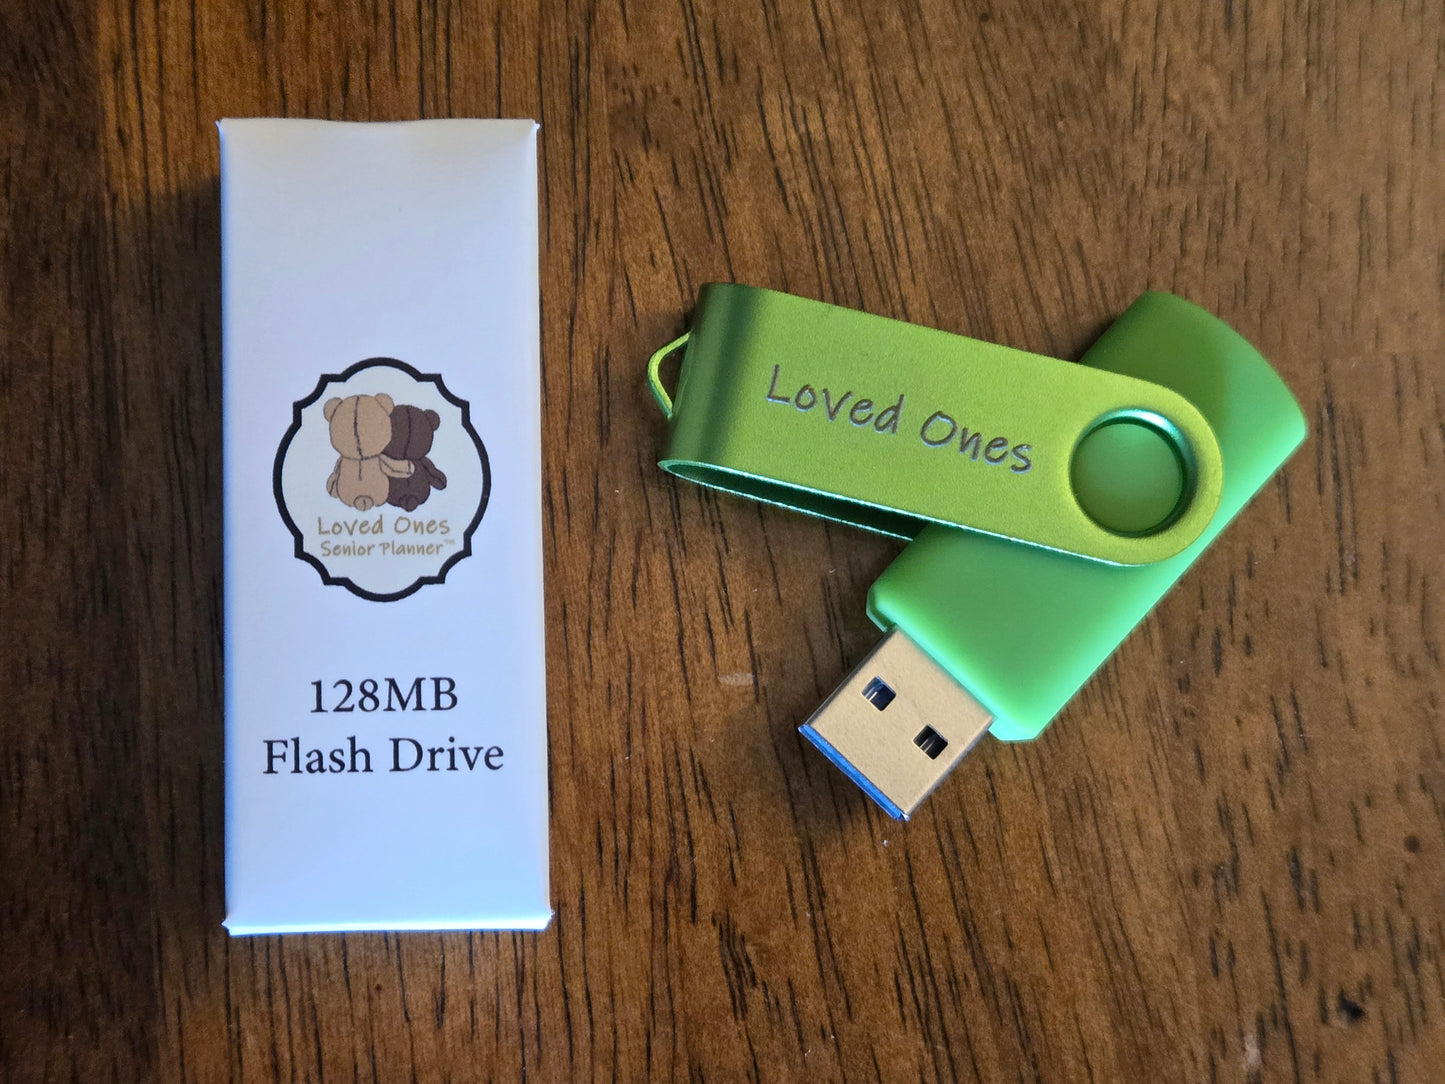 Loved Ones
Senior Planner™
128MB
Flash Drive
Loved Ones